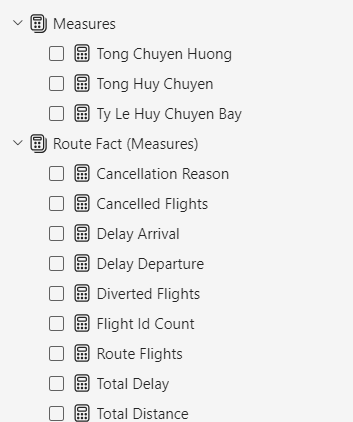 Measures
Tong Chuyen Huong
Tong Huy Chuyen
Ty Le Huy Chuyen Bay
Route Fact (Measures)
Cancellation Reason
Cancelled Flights
Delay Arrival
Delay Departure
Diverted Flights
Flight Id Count
Route Flights
Total Delay
Total Distance